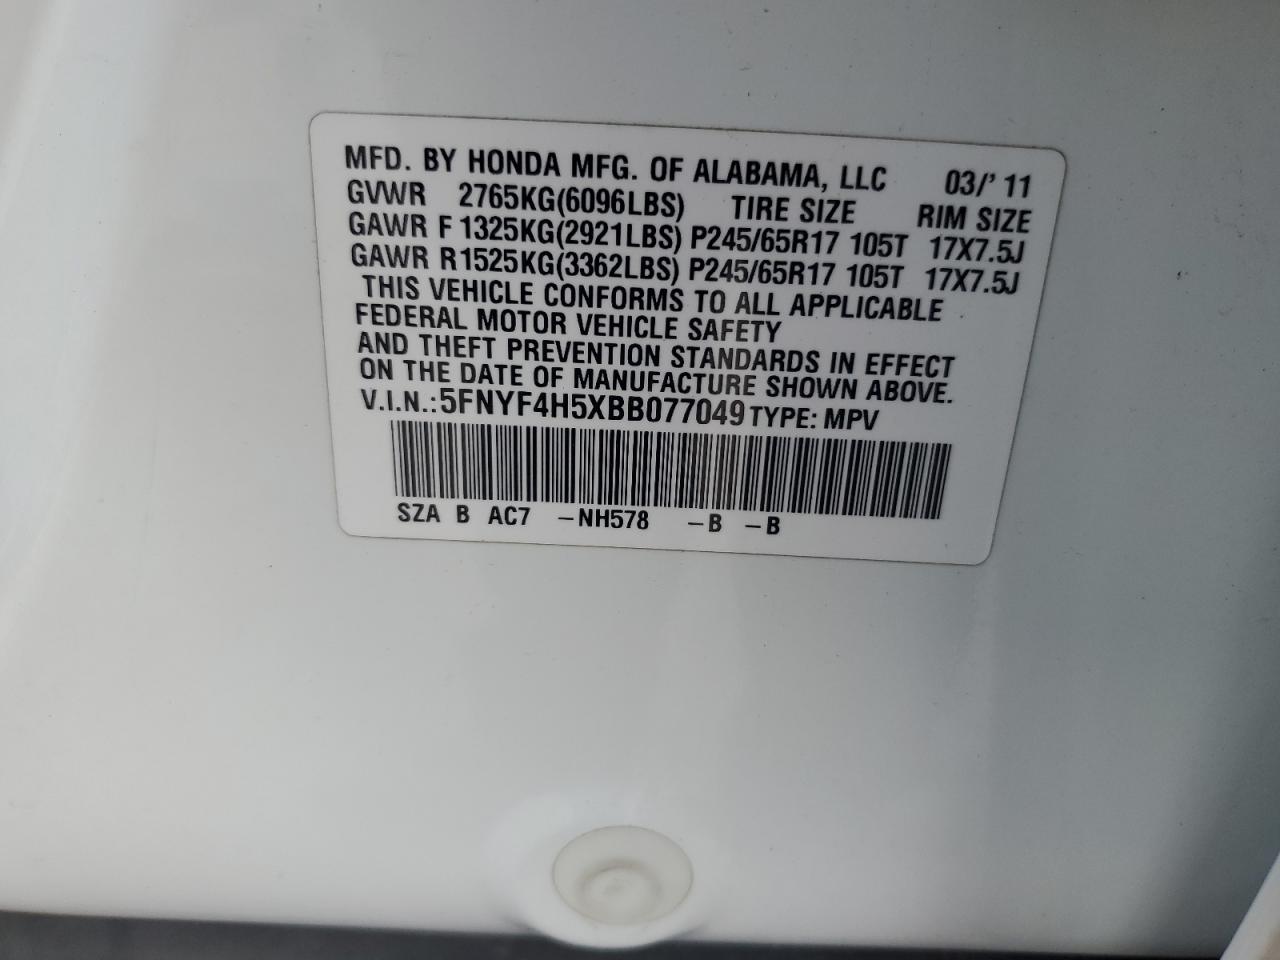 MFD. BY HONDA MFG. OF ALABAMA, LLC 03/'11
GVWR 2765KG(6096LBS) TIRE SIZE RIM SIZE
GAWR F 1325KG(2921LBS) P245/65R17 105T 17X7.5J
GAWR R1525KG(3362LBS) P245/65R17 105T 17X7.5J
THIS VEHICLE CONFORMS TO ALL APPLICABLE
FEDERAL MOTOR VEHICLE SAFETY
AND THEFT PREVENTION STANDARDS IN EFFECT
ON THE DATE OF MANUFACTURE SHOWN ABOVE.
V.I.N.:5FNYF4H5XBB077049 TYPE: MPV
SZA B AC7 -NH578 -B -B